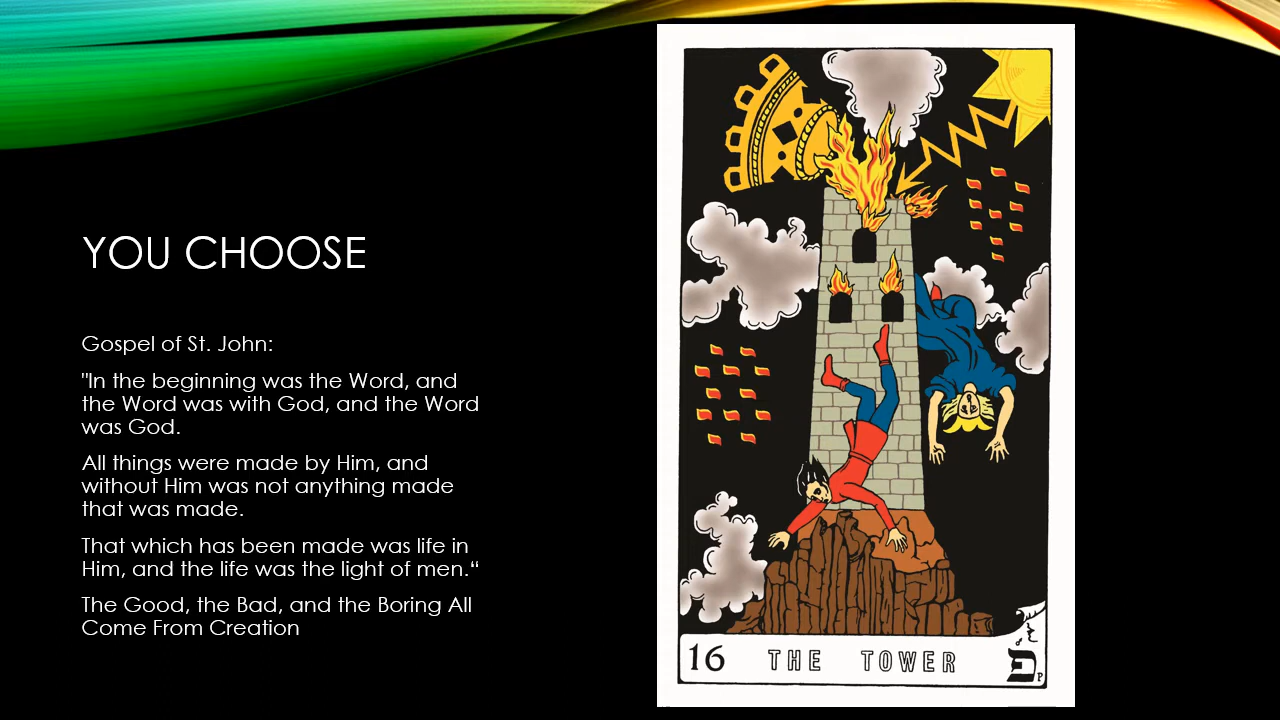 YOU CHOOSE
Gospel of St. John:
"In the beginning was the Word, and
the Word was with God, and the Word
was God.
All things were made by Him, and
without Him was not anything made
that was made.
That which has been made was life in
Him, and the life was the light of men.“
The Good, the Bad, and the Boring All
Come From Creation
16 THE TOWER פ P